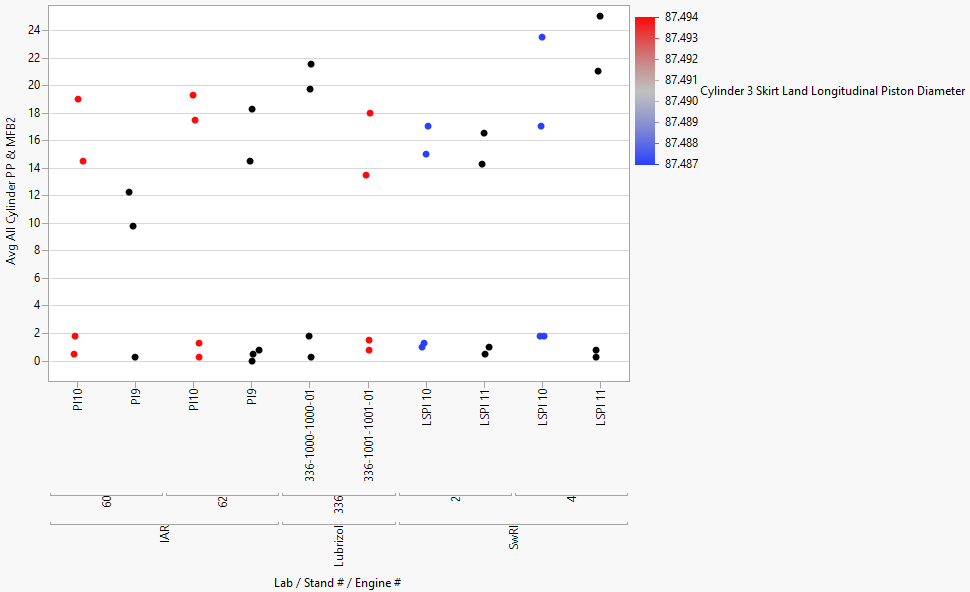 Avg All Cylinder PP & MFB2
24
22
20
18
16
14
12
10
8
6
4
2
0
87.494
87.493
87.492
87.491
87.490
87.489
87.488
87.487
Cylinder 3 Skirt Land Longitudinal Piston Diameter
PI10
PI9
PI10
PI9
336-1000-1000-01
336-1001-1001-01
LSPI 10
LSPI 11
LSPI 10
LSPI 11
60
62
336
2
4
IAR
Lubrizol
SwRI
Lab / Stand # / Engine #